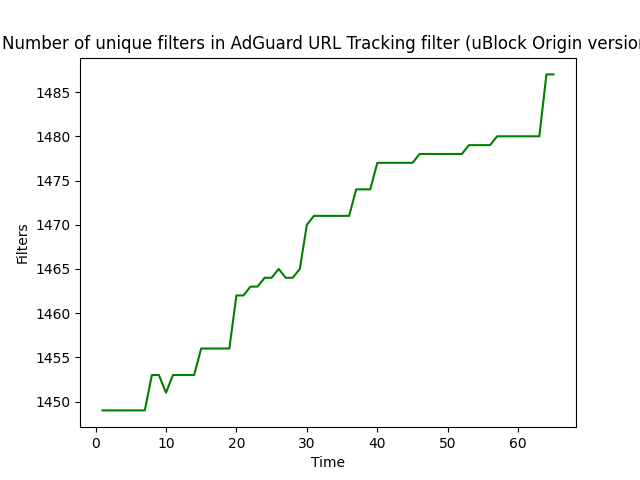 Number of unique filters in AdGuard URL Tracking filter (uBlock Origin version
1485
1480
1475
1470
1465
1460
1455
1450
Filters
0 10 20 30 40 50 60
Time